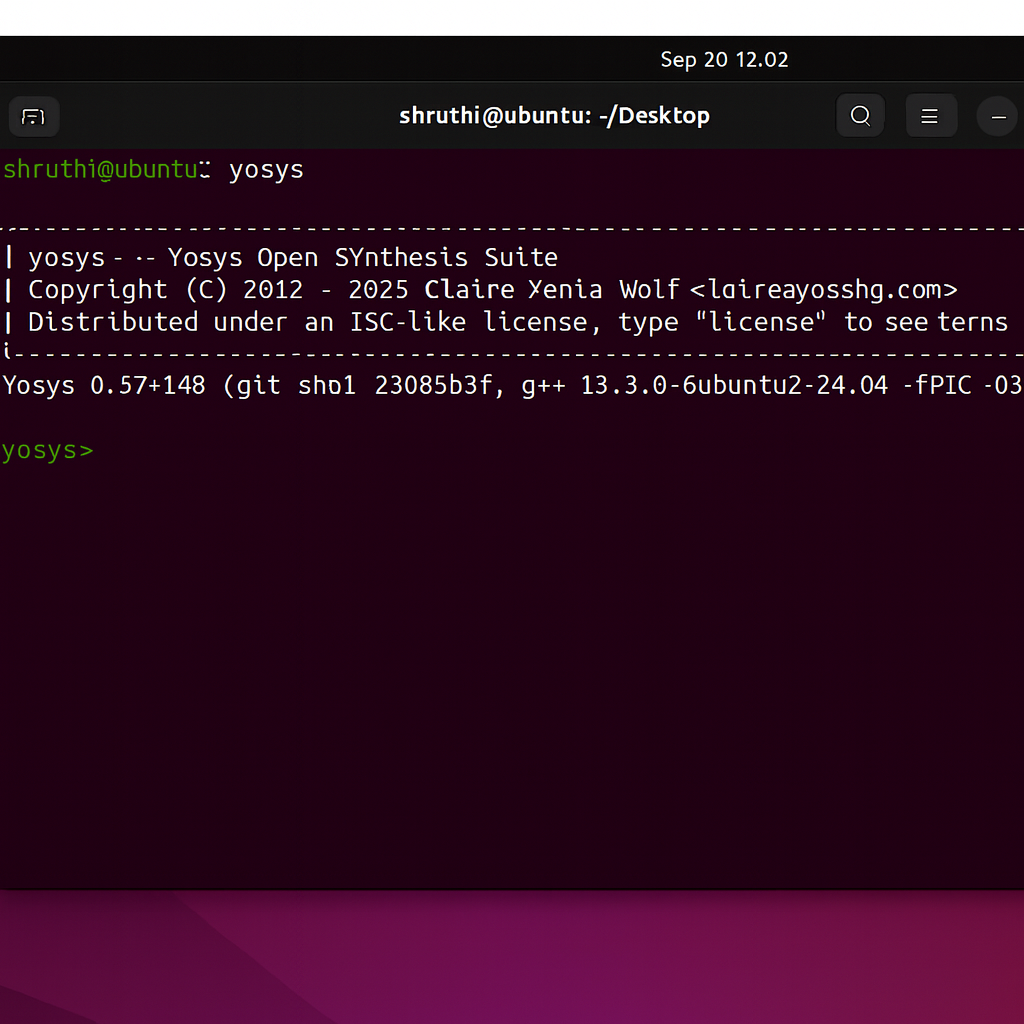 Sep 20 12.02
shruthi@ubuntu: -/Desktop
shruthi@ubuntu: yosys
| yosys - -- Yosys Open SYnthesis Suite
| Copyright (C) 2012 - 2025 Claire Xenia Wolf <laireayosshg.com>
| Distributed under an ISC-like license, type "license" to see terns
Yosys 0.57+148 (git sha1 23085b3f, g++ 13.3.0-6ubuntu2-24.04 -fPIC -O3
yosys>